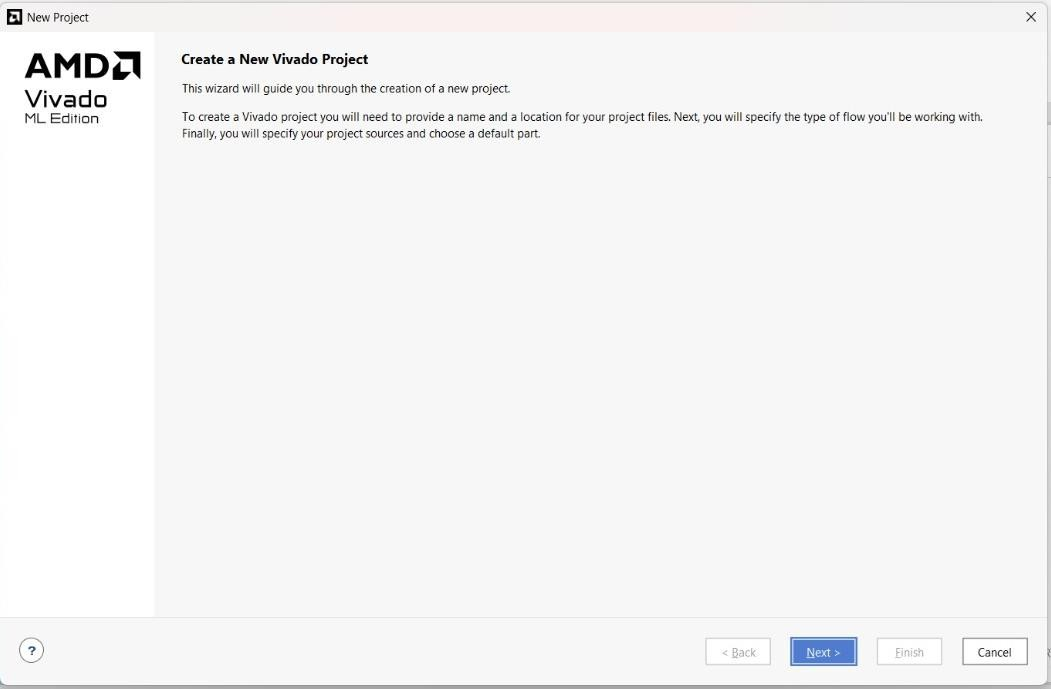 New Project
AMD
Vivado
ML Edition
Create a New Vivado Project
This wizard will guide you through the creation of a new project.
To create a Vivado project you will need to provide a name and a location for your project files. Next, you will specify the type of flow you'll be working with.
Finally, you will specify your project sources and choose a default part.
?
< Back
Next >
Finish
Cancel